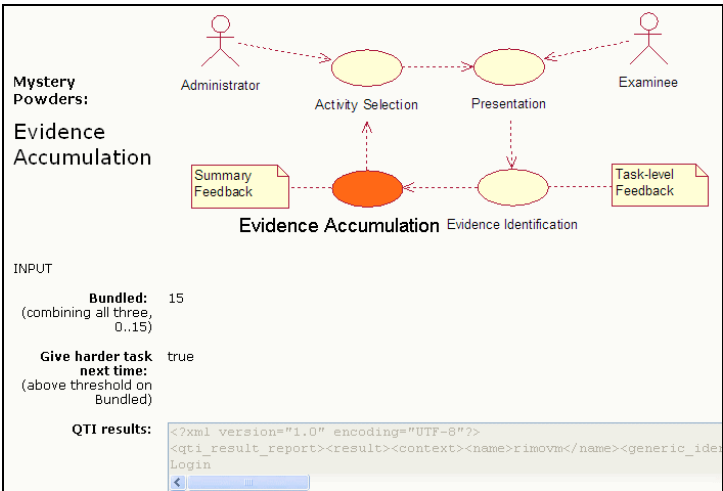 Mystery
Powders:
Evidence
Accumulation
Administrator
Examinee
Activity Selection
Presentation
Summary
Feedback
Task-level
Feedback
Evidence Accumulation
Evidence Identification
INPUT
Bundled: 15
(combining all three,
0..15)
Give harder task true
next time:
(above threshold on
Bundled)
QTI results:
<?xml version="1.0" encoding="UTF-8"?>
<qti_result_report><result><context><name>rimovm</name><generic_iden
Login